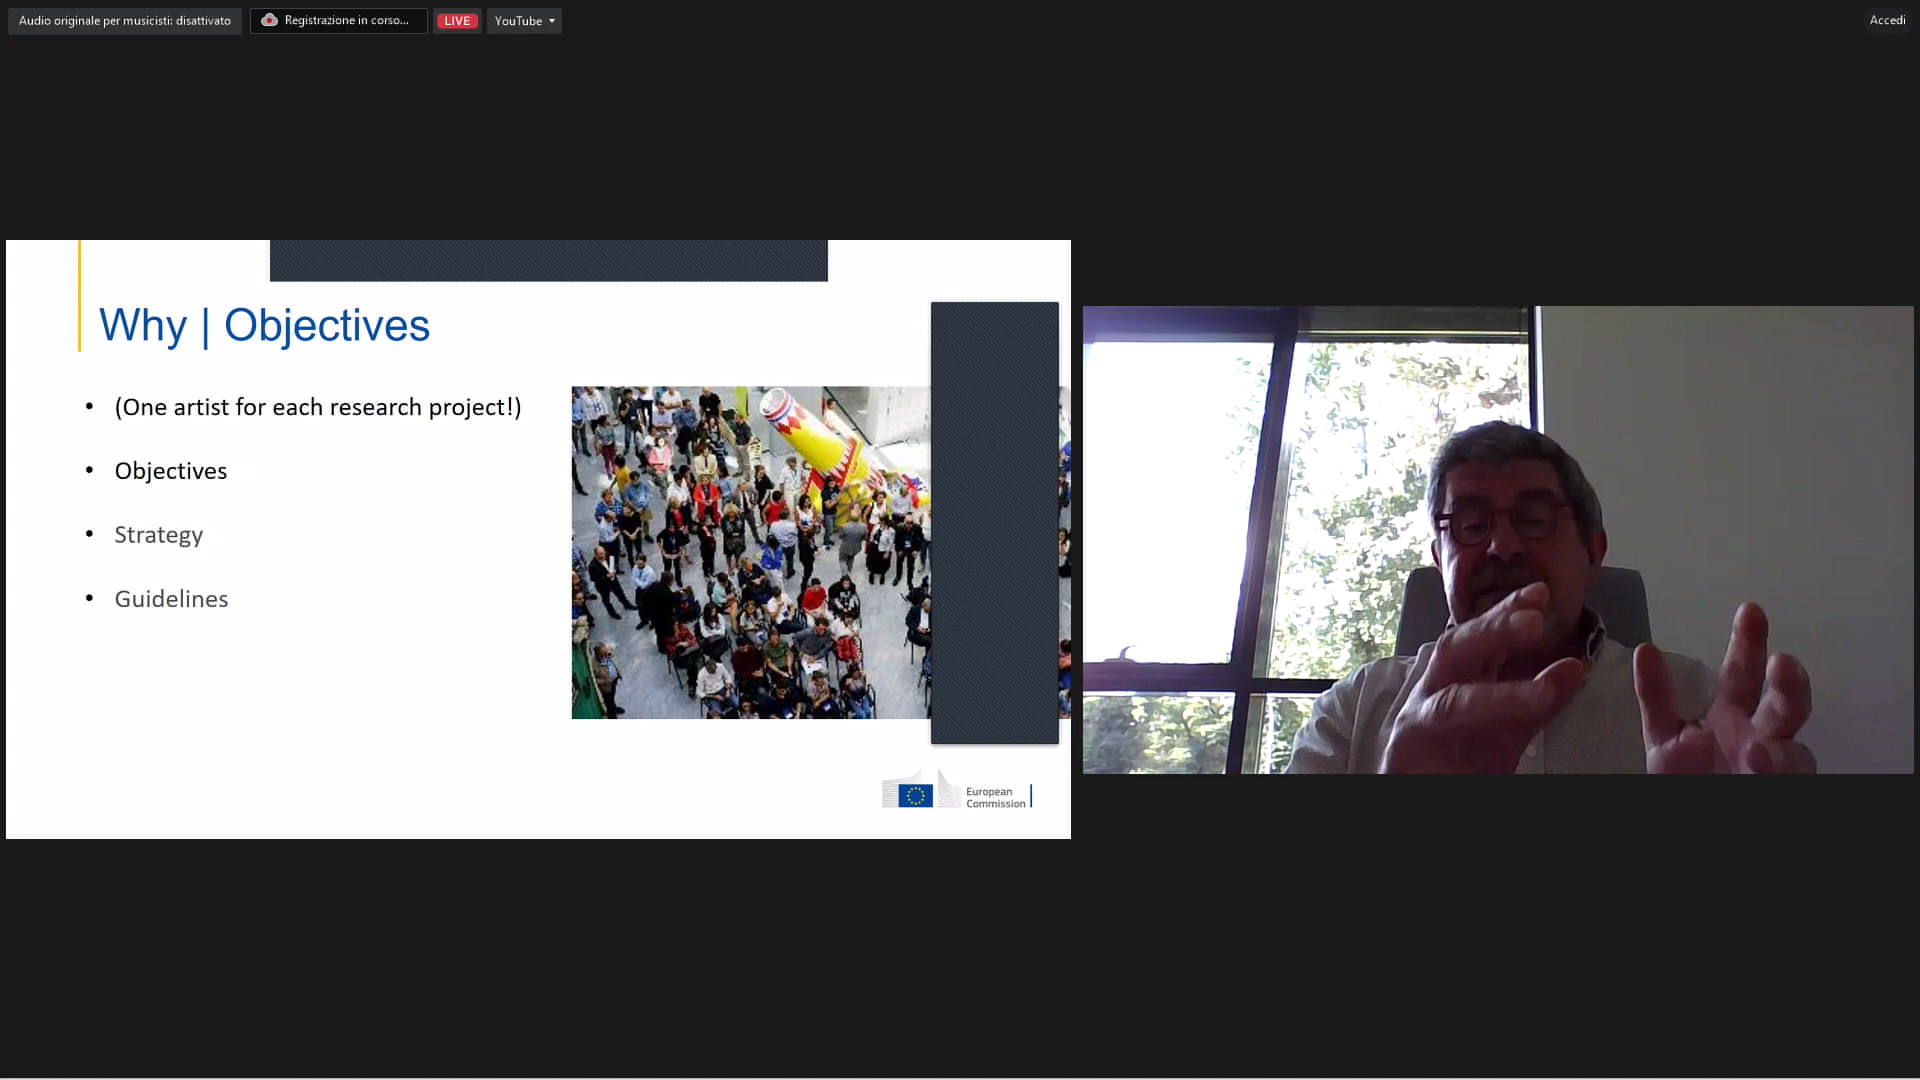 Audio originale per musicisti: disattivato
Registrazione in corso...
LIVE
YouTube
Accedi
Why | Objectives
• (One artist for each research project!)
• Objectives
• Strategy
• Guidelines
European
Commission